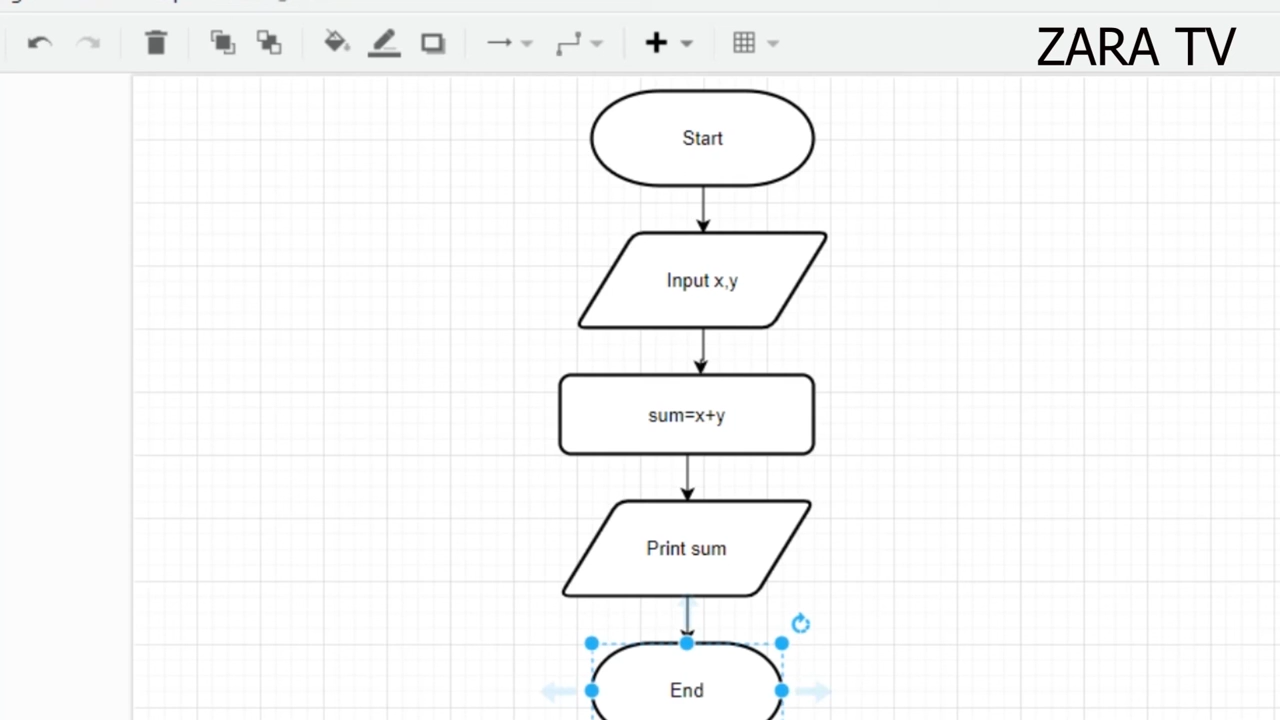 ZARA TV
Start
Input x,y
sum=x+y
Print sum
End